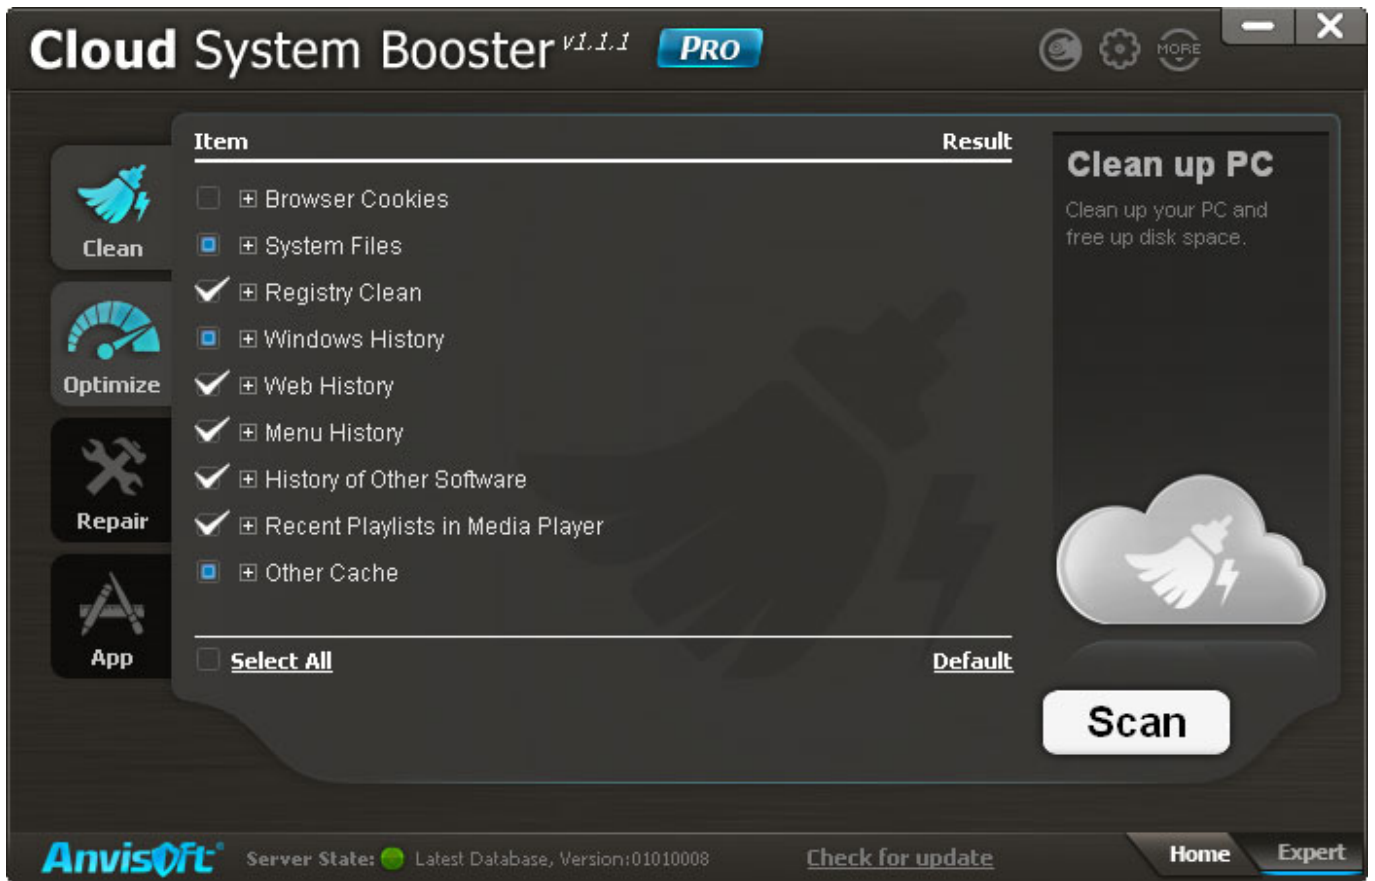 Cloud System Booster v1.1.1 PRO
MORE
Item Result
Browser Cookies
System Files
Registry Clean
Windows History
Web History
Menu History
History of Other Software
Recent Playlists in Media Player
Other Cache
Select All Default
Clean
Optimize
Repair
App
Clean up PC
Clean up your PC and
free up disk space.
Scan
Anvisoft Server State: Latest Database, Version:01010008 Check for update Home Expert